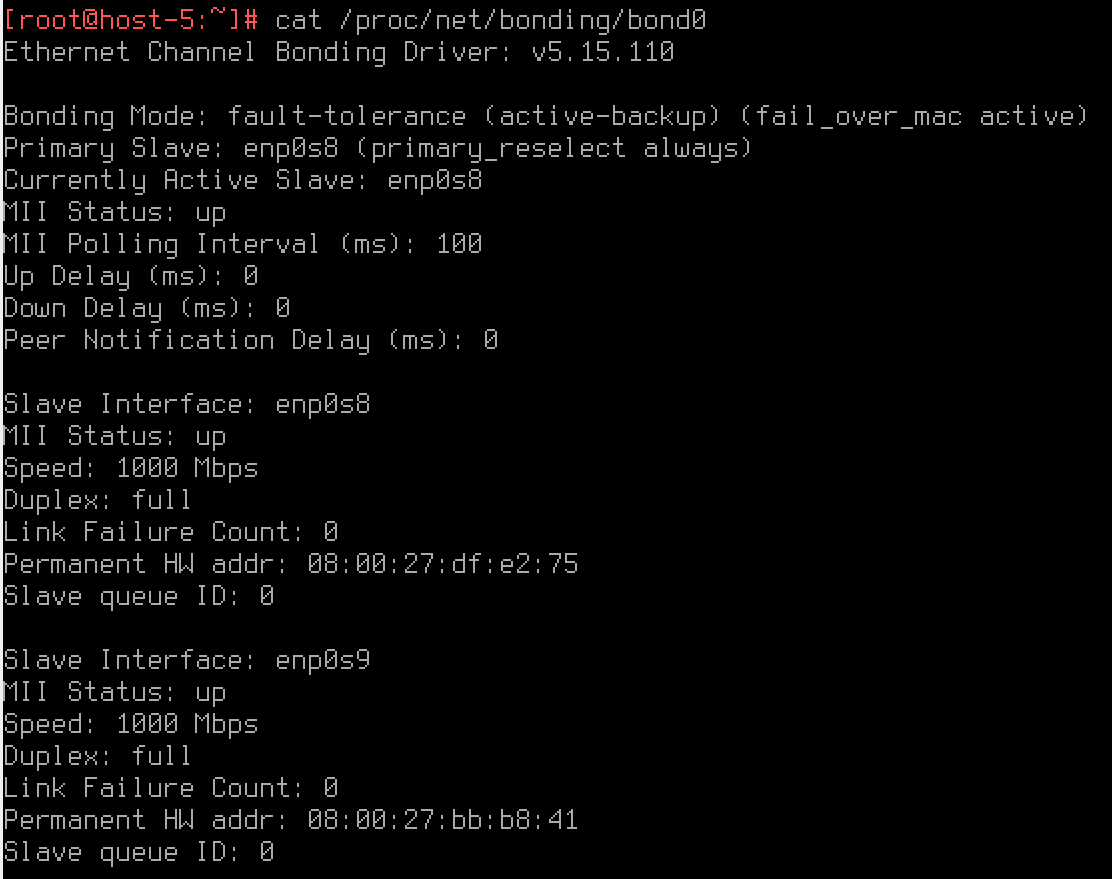 [root@host-5:~]# cat /proc/net/bonding/bond0
Ethernet Channel Bonding Driver: v5.15.110
Bonding Mode: fault-tolerance (active-backup) (fail_over_mac active)
Primary Slave: enp0s8 (primary_reselect always)
Currently Active Slave: enp0s8
MII Status: up
MII Polling Interval (ms): 100
Up Delay (ms): 0
Down Delay (ms): 0
Peer Notification Delay (ms): 0
Slave Interface: enp0s8
MII Status: up
Speed: 1000 Mbps
Duplex: full
Link Failure Count: 0
Permanent HW addr: 08:00:27:df:e2:75
Slave queue ID: 0
Slave Interface: enp0s9
MII Status: up
Speed: 1000 Mbps
Duplex: full
Link Failure Count: 0
Permanent HW addr: 08:00:27:bb:b8:41
Slave queue ID: 0